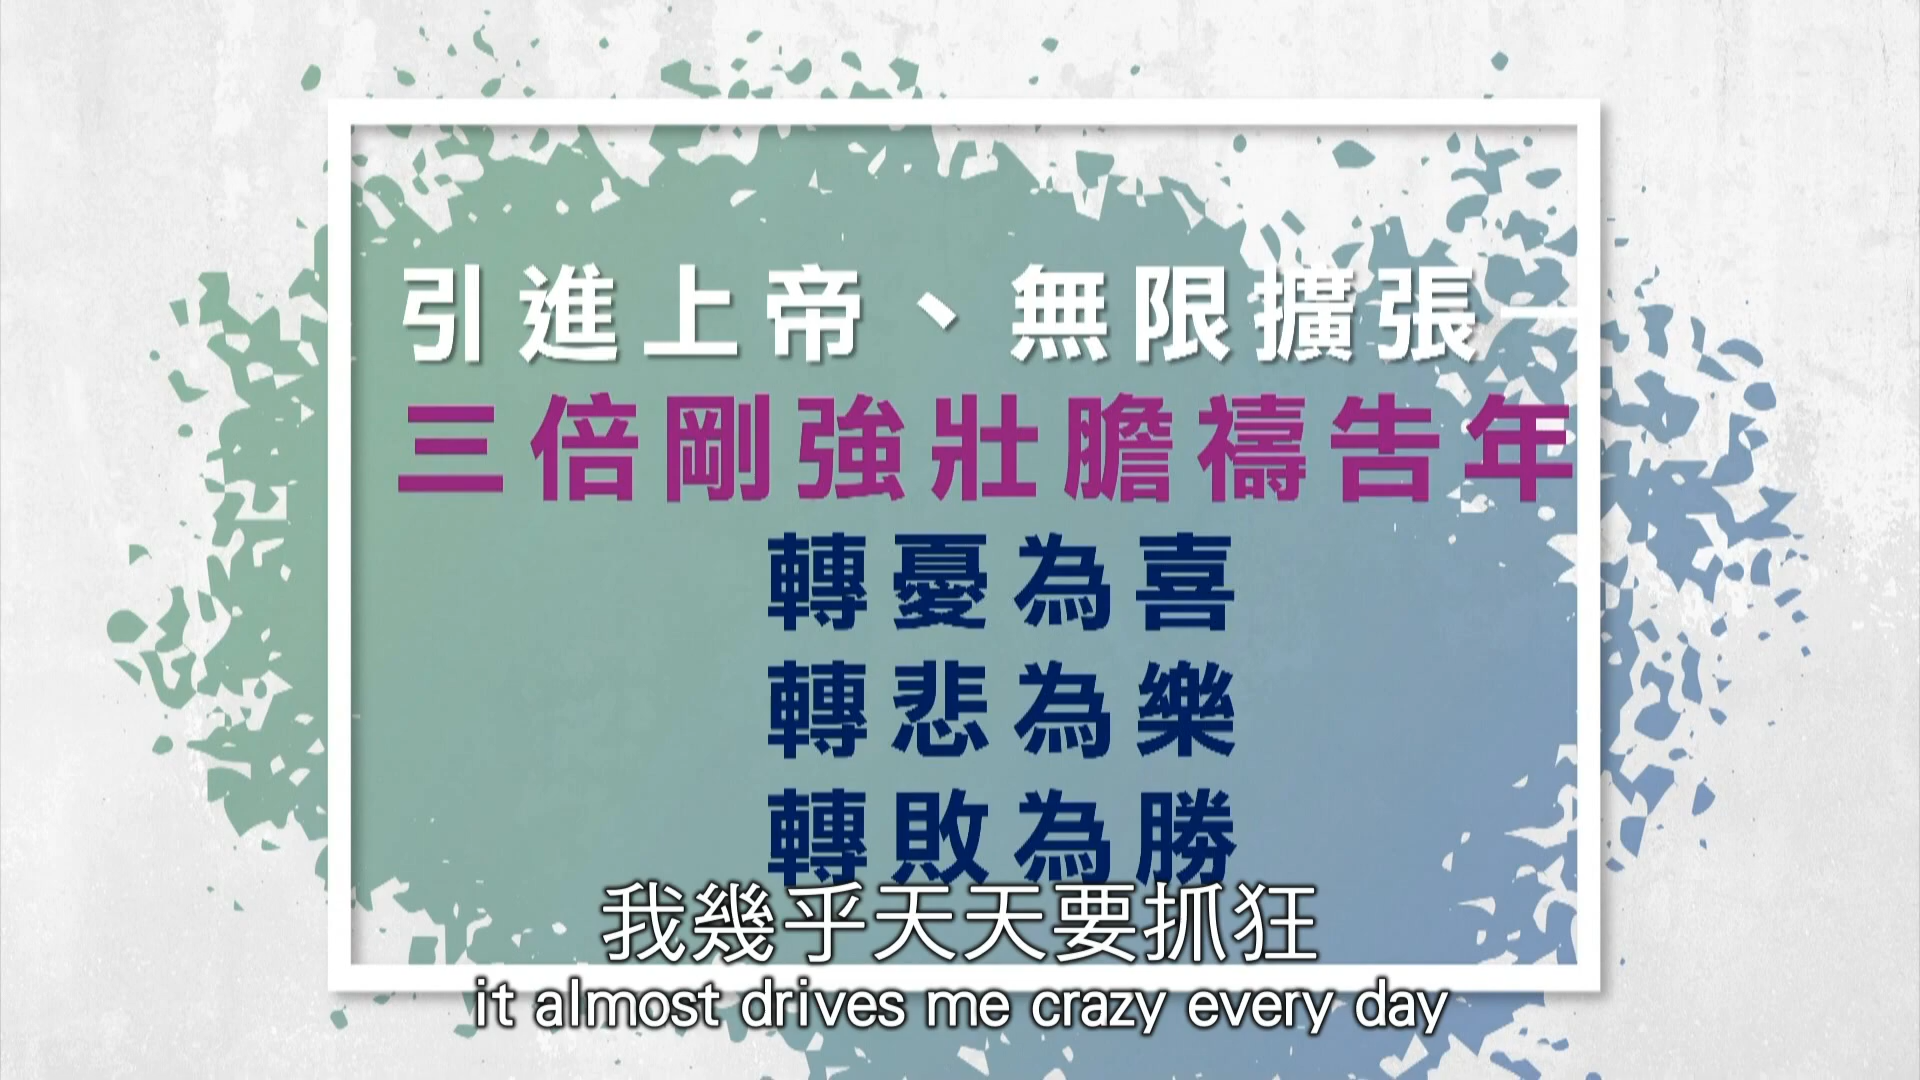 引進上帝、無限擴張—
三倍剛強壯膽禱告年
轉憂為喜
轉悲為樂
轉敗為勝
我幾乎天天要抓狂
it almost drives me crazy every day